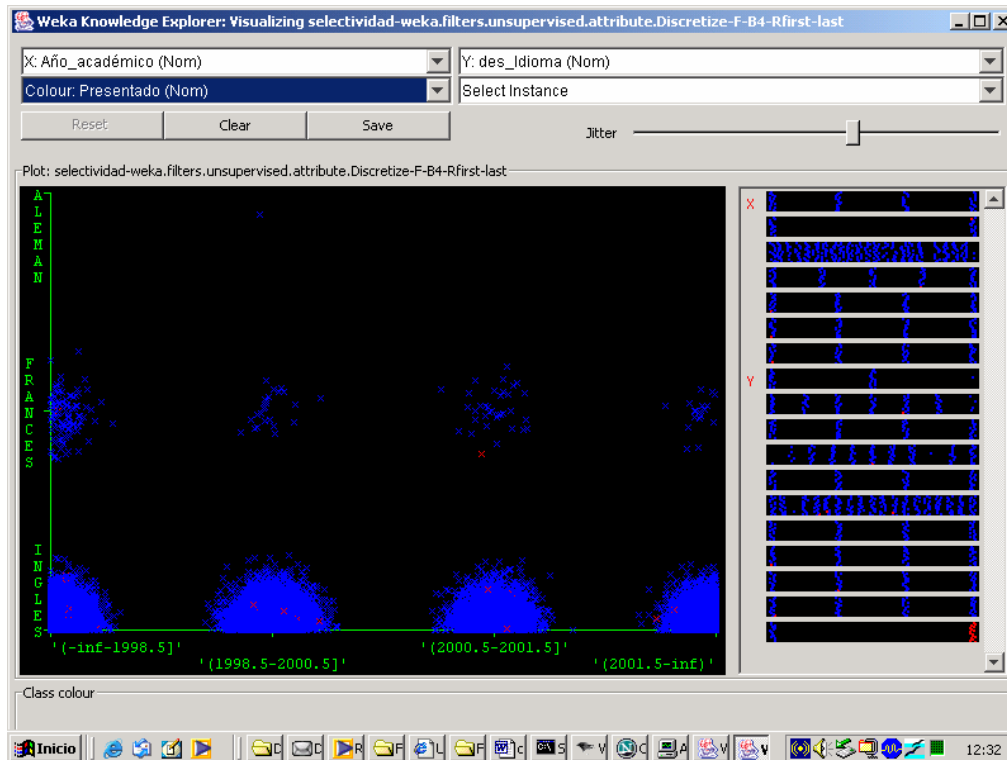 Weka Knowledge Explorer: Visualizing selectividad-weka.filters.unsupervised.attribute.Discretize-F-B4-Rfirst-last
X: Año_académico (Nom)
Y: des_Idioma (Nom)
Colour: Presentado (Nom)
Select Instance
Reset
Clear
Save
Jitter
Plot: selectividad-weka.filters.unsupervised.attribute.Discretize-F-B4-Rfirst-last
ALEMAN
FRANCES
INGLES
X
Y
'(-inf-1998.5]'
'(1998.5-2000.5]'
'(2000.5-2001.5]'
'(2001.5-inf)'
Class colour
Inicio
D
D
R
F
L
F
c
S
V
C
A
V
V
12:32